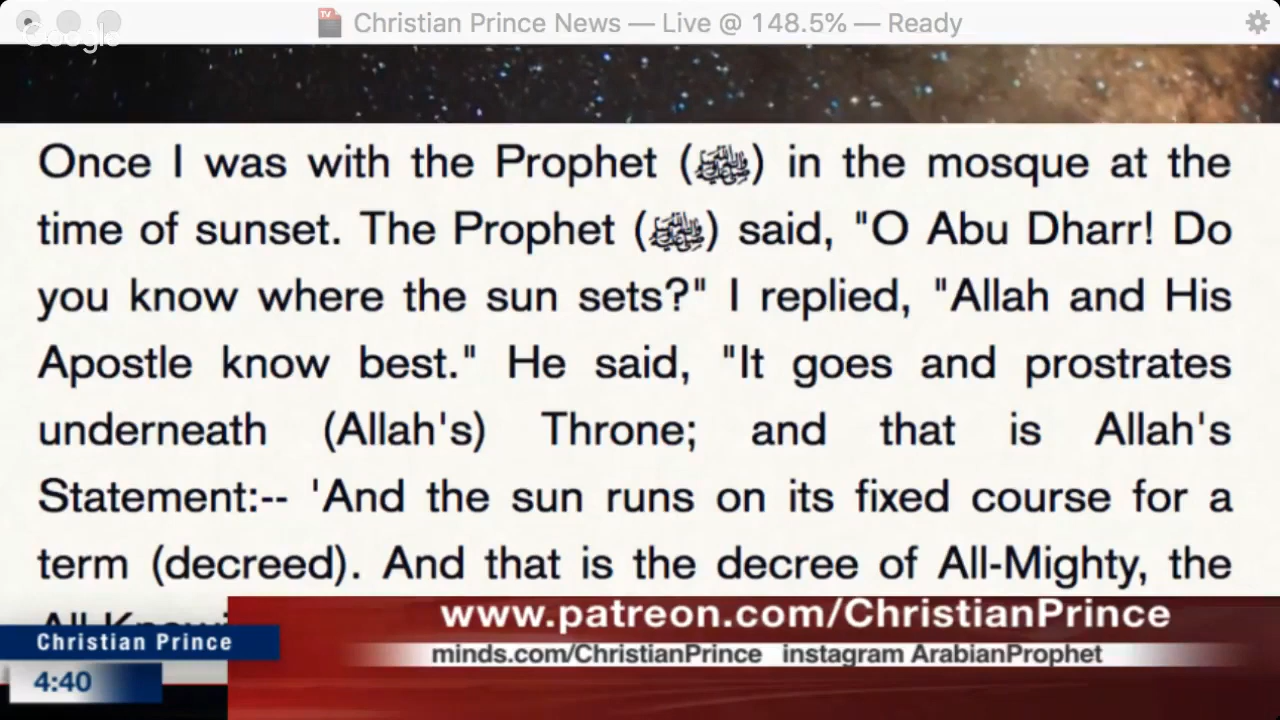 Google
TV
Christian Prince News — Live @ 148.5% — Ready
Once I was with the Prophet (ﷺ) in the mosque at the
time of sunset. The Prophet (ﷺ) said, "O Abu Dharr! Do
you know where the sun sets?" I replied, "Allah and His
Apostle know best." He said, "It goes and prostrates
underneath (Allah's) Throne; and that is Allah's
Statement:-- 'And the sun runs on its fixed course for a
term (decreed). And that is the decree of All-Mighty, the
www.patreon.com/ChristianPrince
Christian Prince
minds.com/ChristianPrince instagram ArabianProphet
4:40